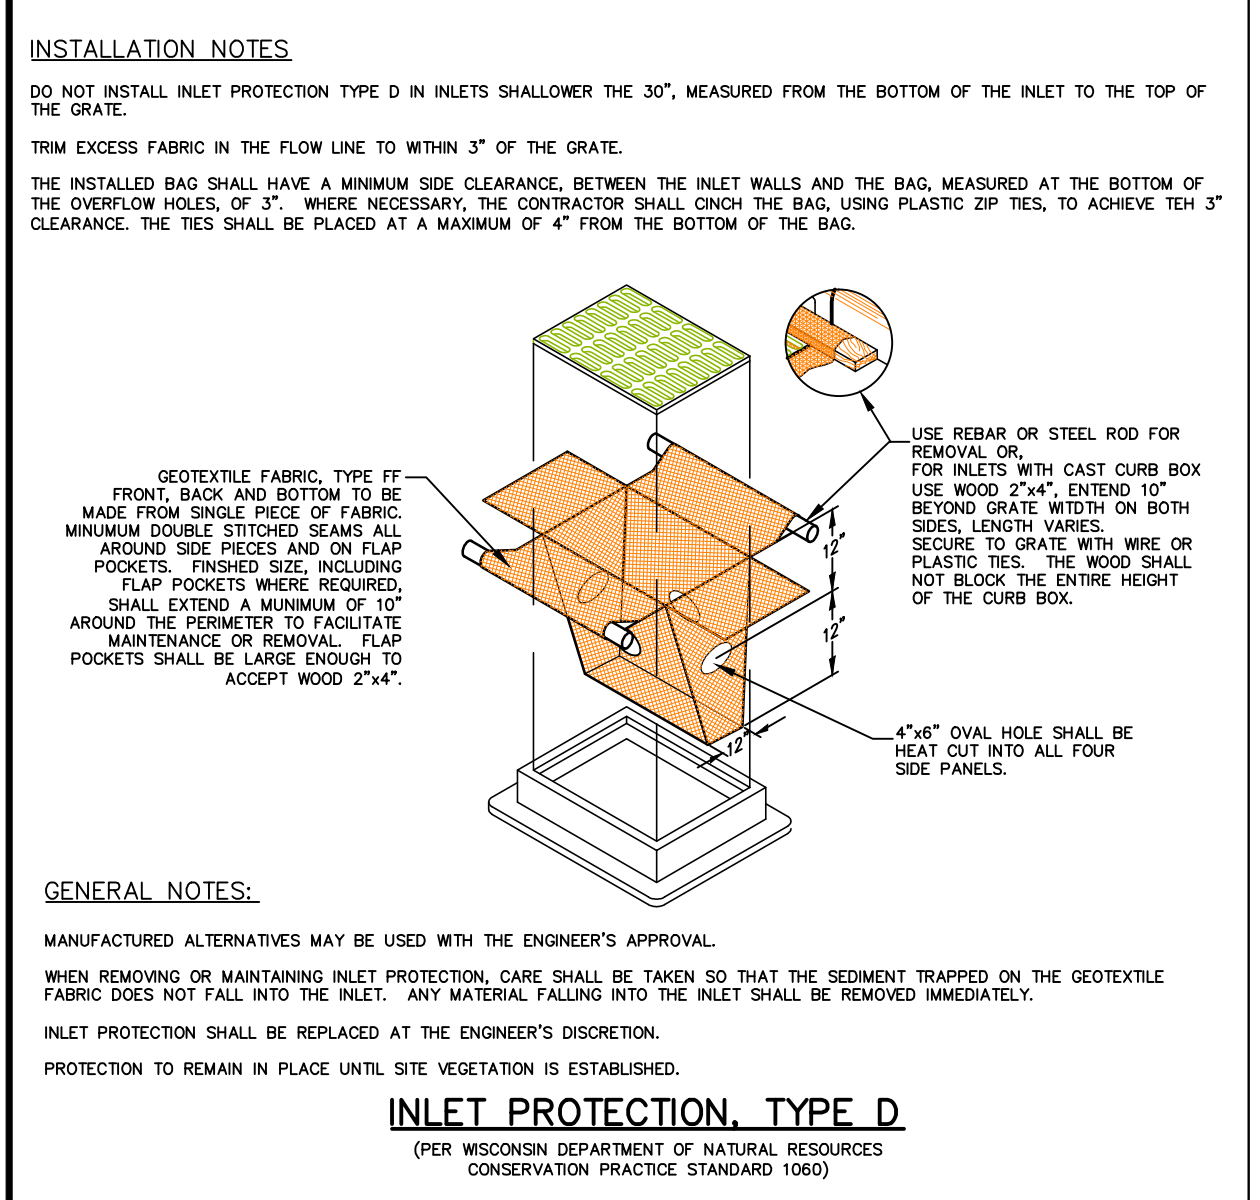 INSTALLATION NOTES
DO NOT INSTALL INLET PROTECTION TYPE D IN INLETS SHALLOWER THE 30", MEASURED FROM THE BOTTOM OF THE INLET TO THE TOP OF
THE GRATE.
TRIM EXCESS FABRIC IN THE FLOW LINE TO WITHIN 3" OF THE GRATE.
THE INSTALLED BAG SHALL HAVE A MINIMUM SIDE CLEARANCE, BETWEEN THE INLET WALLS AND THE BAG, MEASURED AT THE BOTTOM OF
THE OVERFLOW HOLES, OF 3". WHERE NECESSARY, THE CONTRACTOR SHALL CINCH THE BAG, USING PLASTIC ZIP TIES, TO ACHIEVE TEH 3"
CLEARANCE. THE TIES SHALL BE PLACED AT A MAXIMUM OF 4" FROM THE BOTTOM OF THE BAG.
GEOTEXTILE FABRIC, TYPE FF
FRONT, BACK AND BOTTOM TO BE
MADE FROM SINGLE PIECE OF FABRIC.
MINUMUM DOUBLE STITCHED SEAMS ALL
AROUND SIDE PIECES AND ON FLAP
POCKETS. FINSHED SIZE, INCLUDING
FLAP POCKETS WHERE REQUIRED,
SHALL EXTEND A MUNIMUM OF 10"
AROUND THE PERIMETER TO FACILITATE
MAINTENANCE OR REMOVAL. FLAP
POCKETS SHALL BE LARGE ENOUGH TO
ACCEPT WOOD 2"x4".
USE REBAR OR STEEL ROD FOR
REMOVAL OR,
FOR INLETS WITH CAST CURB BOX
USE WOOD 2"x4", ENTEND 10"
BEYOND GRATE WITDTH ON BOTH
SIDES, LENGTH VARIES.
SECURE TO GRATE WITH WIRE OR
PLASTIC TIES. THE WOOD SHALL
NOT BLOCK THE ENTIRE HEIGHT
OF THE CURB BOX.
12"
12"
12"
4"x6" OVAL HOLE SHALL BE
HEAT CUT INTO ALL FOUR
SIDE PANELS.
GENERAL NOTES:
MANUFACTURED ALTERNATIVES MAY BE USED WITH THE ENGINEER'S APPROVAL.
WHEN REMOVING OR MAINTAINING INLET PROTECTION, CARE SHALL BE TAKEN SO THAT THE SEDIMENT TRAPPED ON THE GEOTEXTILE
FABRIC DOES NOT FALL INTO THE INLET. ANY MATERIAL FALLING INTO THE INLET SHALL BE REMOVED IMMEDIATELY.
INLET PROTECTION SHALL BE REPLACED AT THE ENGINEER'S DISCRETION.
PROTECTION TO REMAIN IN PLACE UNTIL SITE VEGETATION IS ESTABLISHED.
INLET PROTECTION, TYPE D
(PER WISCONSIN DEPARTMENT OF NATURAL RESOURCES
CONSERVATION PRACTICE STANDARD 1060)